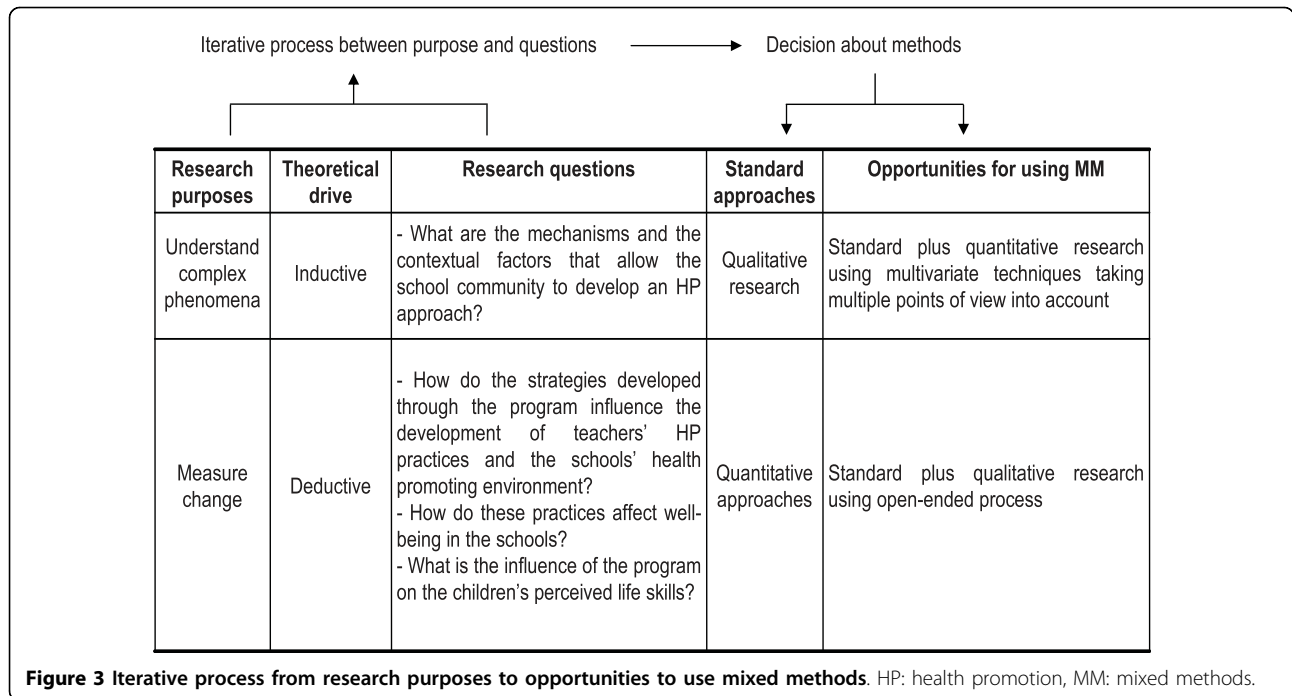 Iterative process between purpose and questions
Decision about methods
Research
purposes
Theoretical
drive
Research questions
Standard
approaches
Opportunities for using MM
Understand
complex
phenomena
Inductive
- What are the mechanisms and the
contextual factors that allow the
school community to develop an HP
approach?
Qualitative
research
Standard plus quantitative research
using multivariate techniques taking
multiple points of view into account
Measure
change
Deductive
- How do the strategies developed
through the program influence the
development of teachers’ HP
practices and the schools’ health
promoting environment?
- How do these practices affect well-
being in the schools?
- What is the influence of the program
on the children’s perceived life skills?
Quantitative
approaches
Standard plus qualitative research
using open-ended process
Figure 3 Iterative process from research purposes to opportunities to use mixed methods. HP: health promotion, MM: mixed methods.